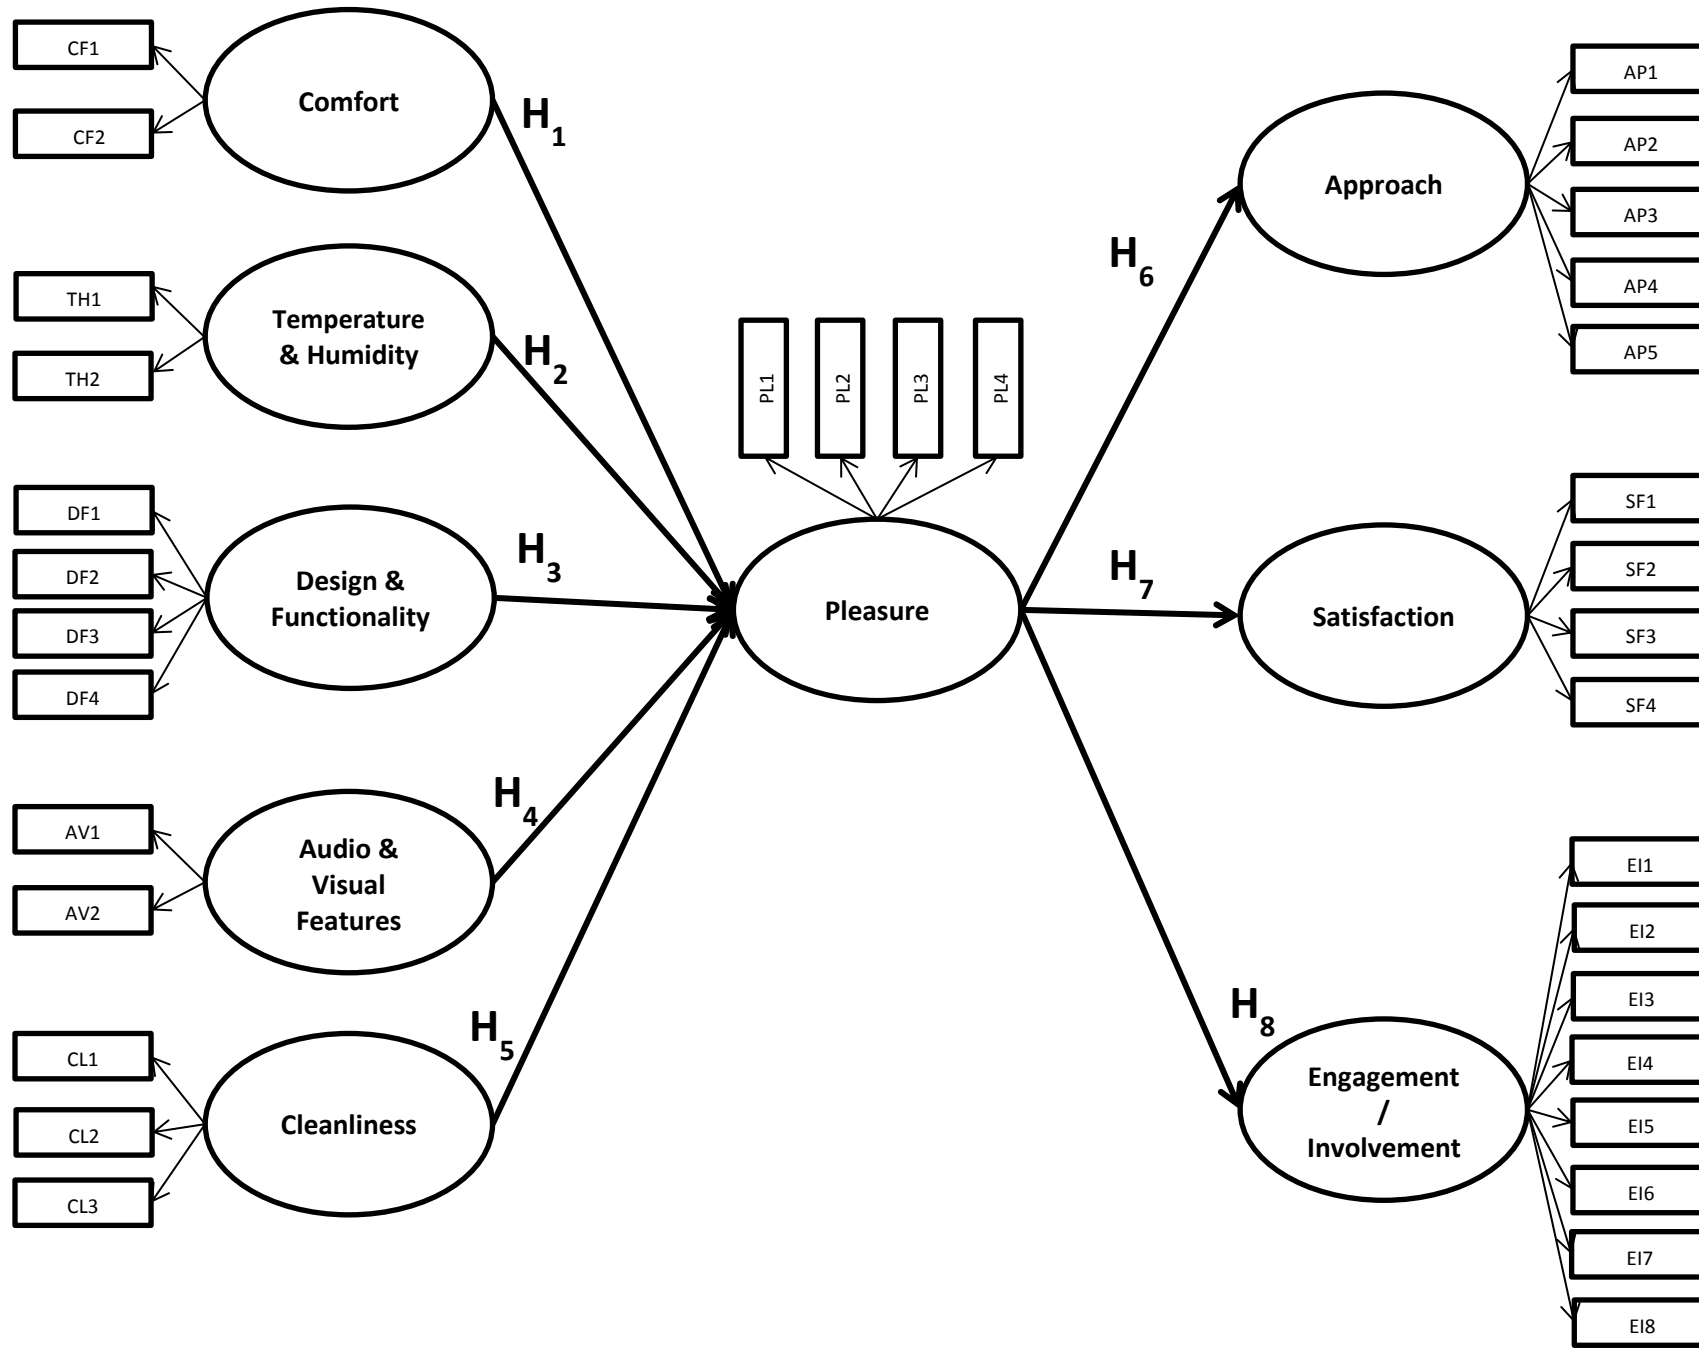 CF1
CF2
Comfort
H1
TH1
TH2
Temperature
& Humidity
H2
DF1
DF2
DF3
DF4
Design &
Functionality
H3
AV1
AV2
Audio &
Visual
Features
H4
CL1
CL2
CL3
Cleanliness
H5
PL1
PL2
PL3
PL4
Pleasure
H6
Approach
AP1
AP2
AP3
AP4
AP5
H7
Satisfaction
SF1
SF2
SF3
SF4
H8
Engagement
/
Involvement
EI1
EI2
EI3
EI4
EI5
EI6
EI7
EI8